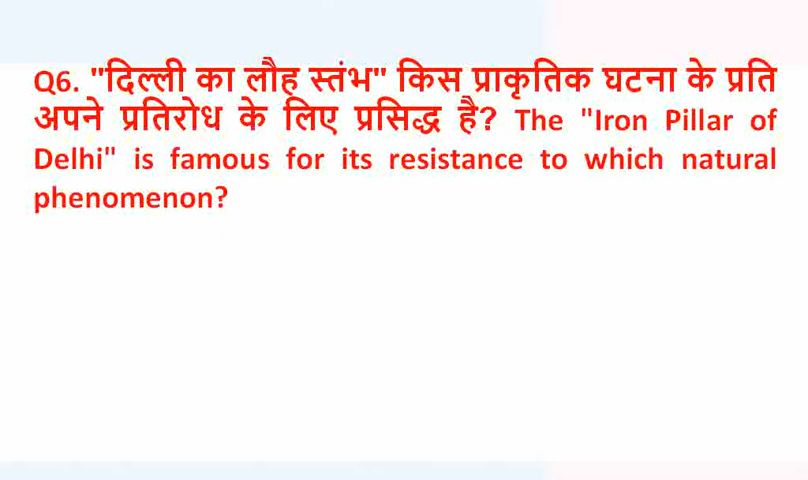 Q6. "दिल्ली का लौह स्तंभ" किस प्राकृतिक घटना के प्रति
अपने प्रतिरोध के लिए प्रसिद्ध है? The "Iron Pillar of
Delhi" is famous for its resistance to which natural
phenomenon?